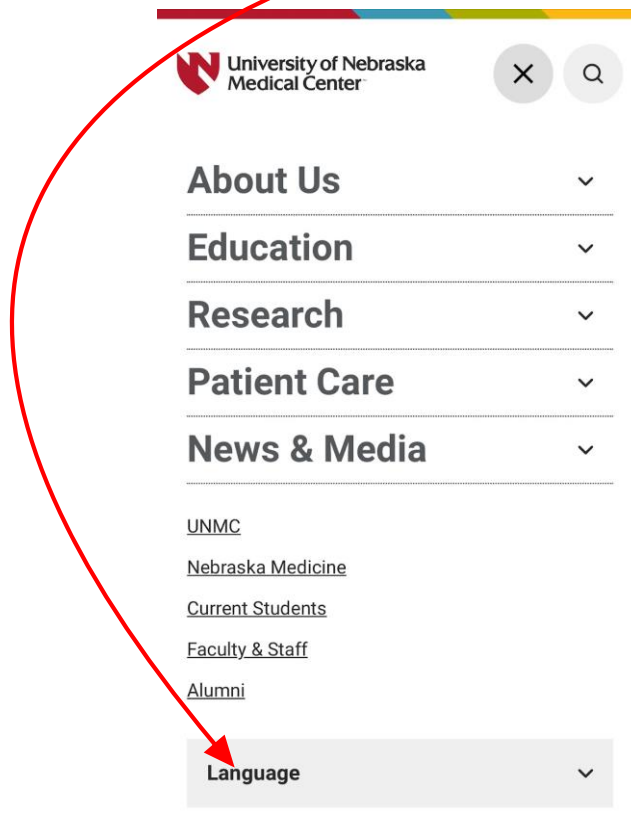 University of Nebraska
Medical Center
About Us
Education
Research
Patient Care
News & Media
UNMC
Nebraska Medicine
Current Students
Faculty & Staff
Alumni
Language